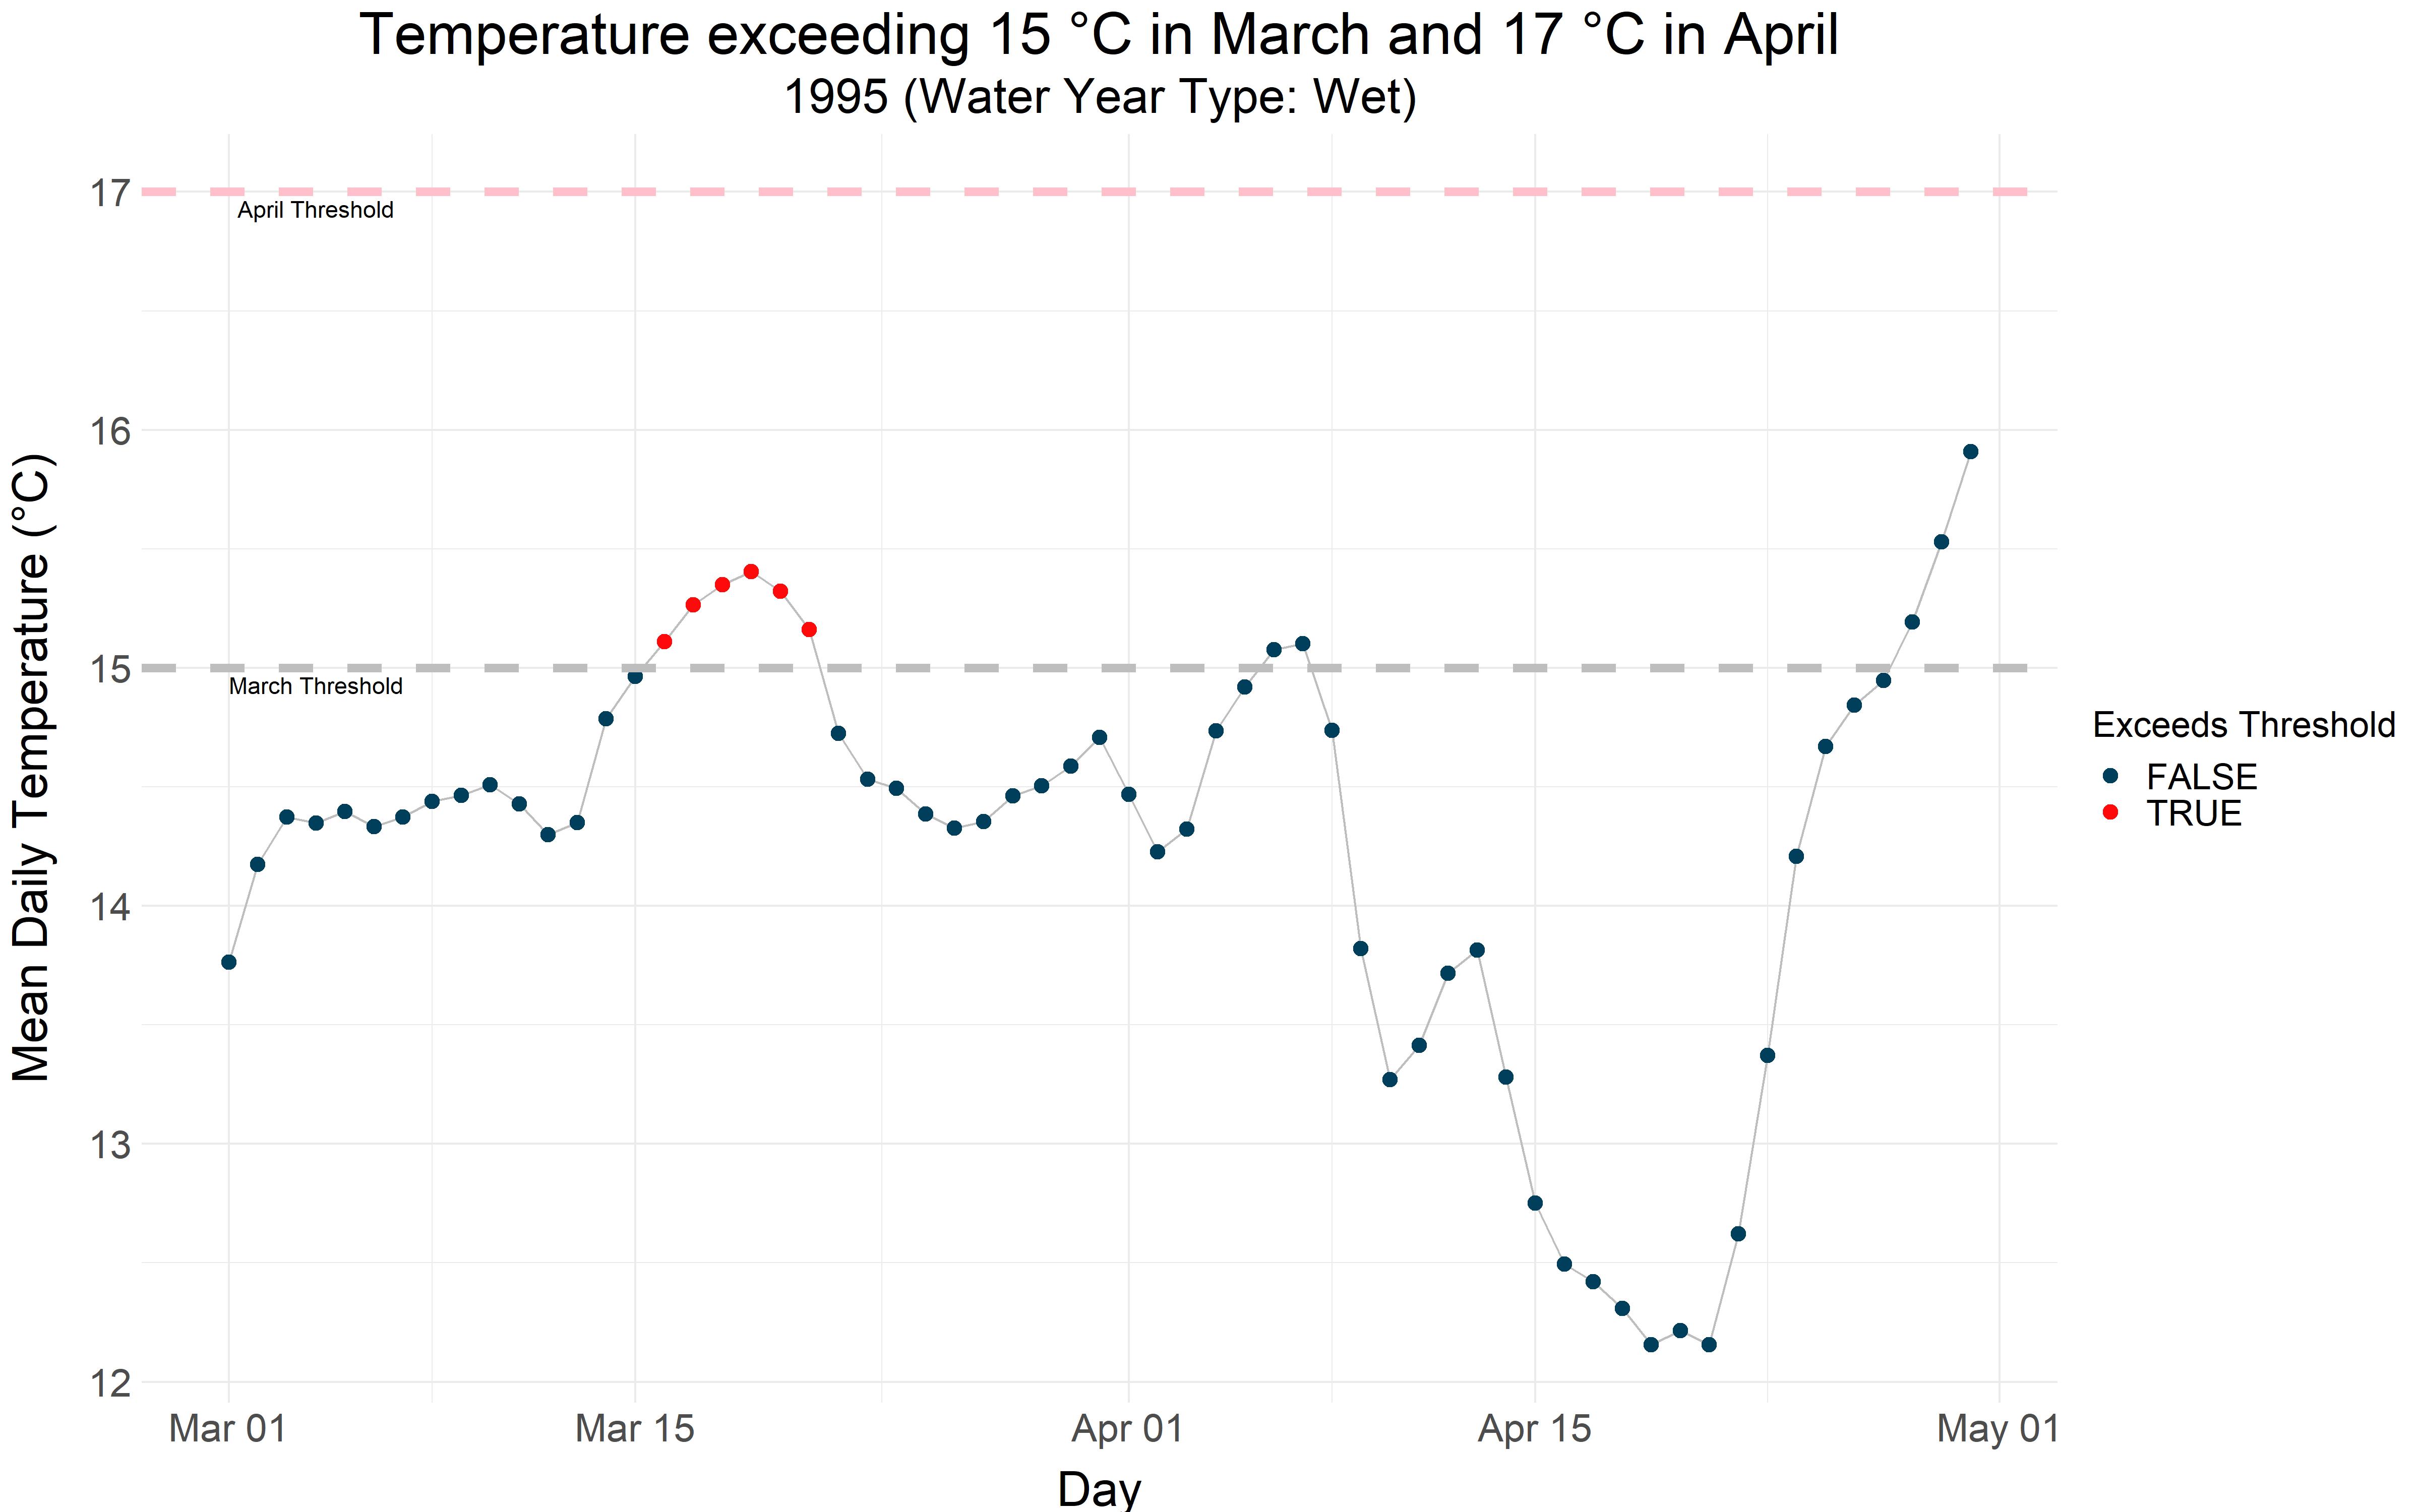 Temperature exceeding 15 °C in March and 17 °C in April
1995 (Water Year Type: Wet)
Mean Daily Temperature (°C)
17
April Threshold
16
15
March Threshold
14
13
12
Mar 01
Mar 15
Apr 01
Apr 15
May 01
Day
Exceeds Threshold
FALSE
TRUE